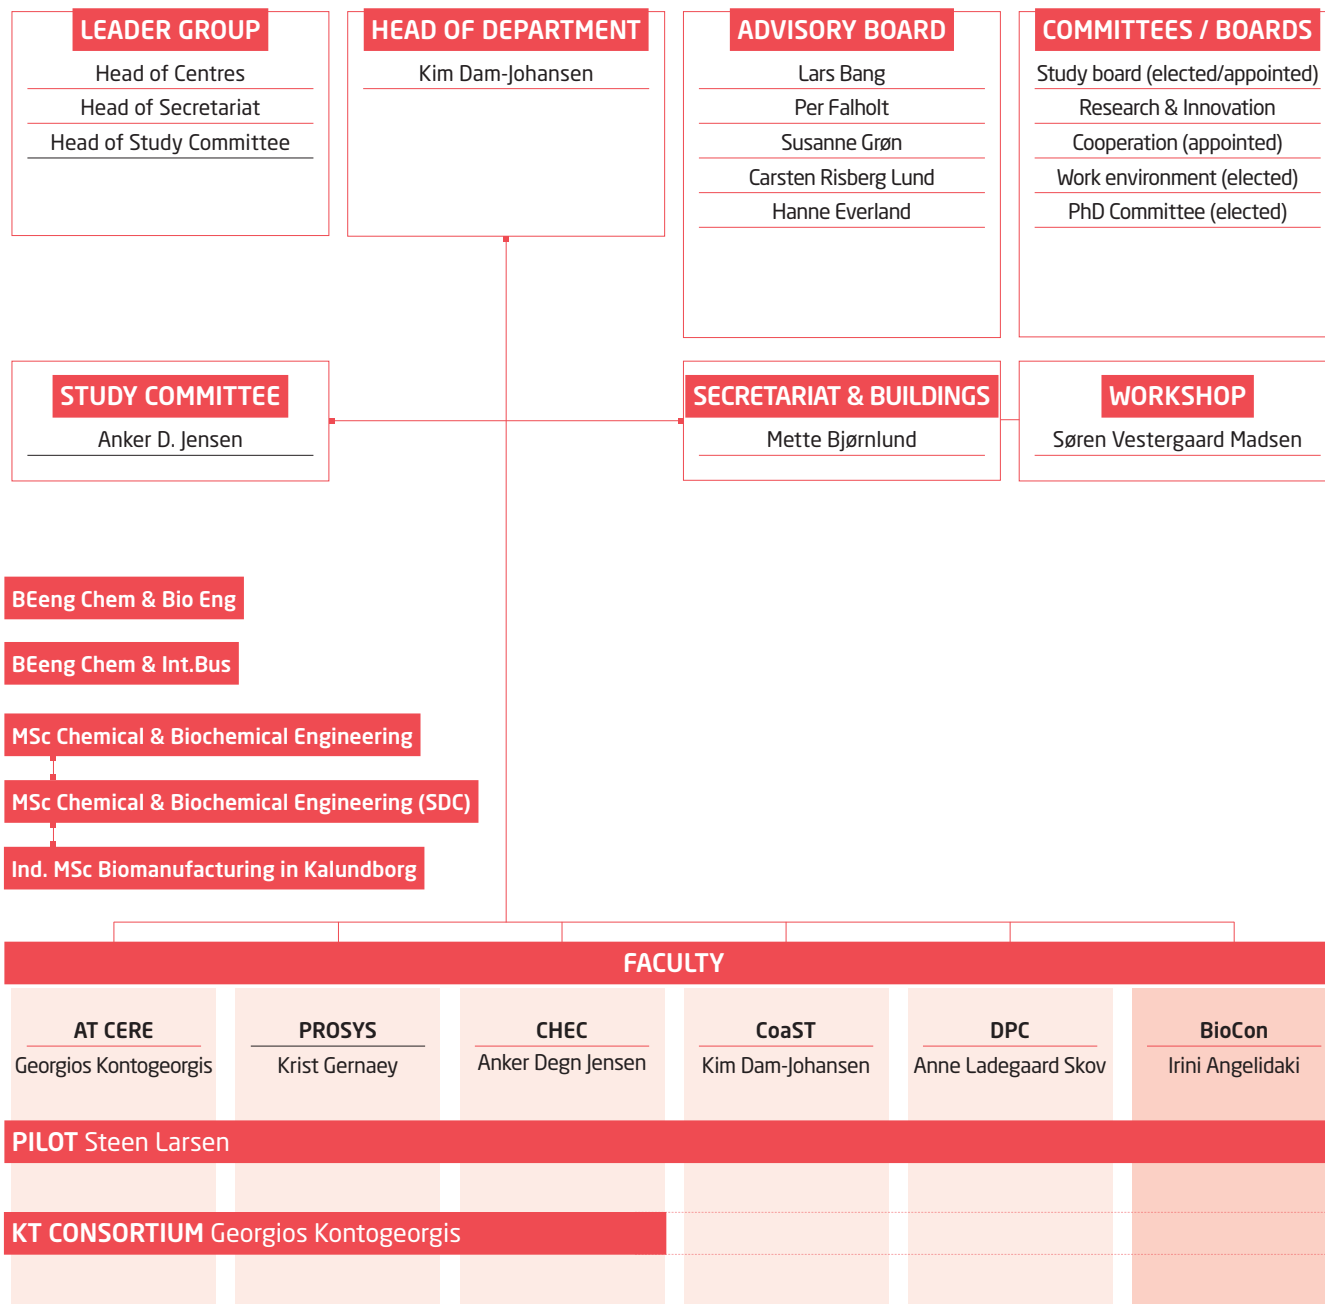 LEADER GROUP
Head of Centres
Head of Secretariat
Head of Study Committee
HEAD OF DEPARTMENT
Kim Dam-Johansen
ADVISORY BOARD
Lars Bang
Per Falholt
Susanne Grøn
Carsten Risberg Lund
Hanne Everland
COMMITTEES / BOARDS
Study board (elected/appointed)
Research & Innovation
Cooperation (appointed)
Work environment (elected)
PhD Committee (elected)
STUDY COMMITTEE
Anker D. Jensen
SECRETARIAT & BUILDINGS
Mette Bjørnlund
WORKSHOP
Søren Vestergaard Madsen
BEeng Chem & Bio Eng
BEeng Chem & Int.Bus
MSc Chemical & Biochemical Engineering
MSc Chemical & Biochemical Engineering (SDC)
Ind. MSc Biomanufacturing in Kalundborg
FACULTY
AT CERE
Georgios Kontogeorgis
PROSYS
Krist Gernaey
CHEC
Anker Degn Jensen
CoaST
Kim Dam-Johansen
DPC
Anne Ladegaard Skov
BioCon
Irini Angelidaki
PILOT Steen Larsen
KT CONSORTIUM Georgios Kontogeorgis